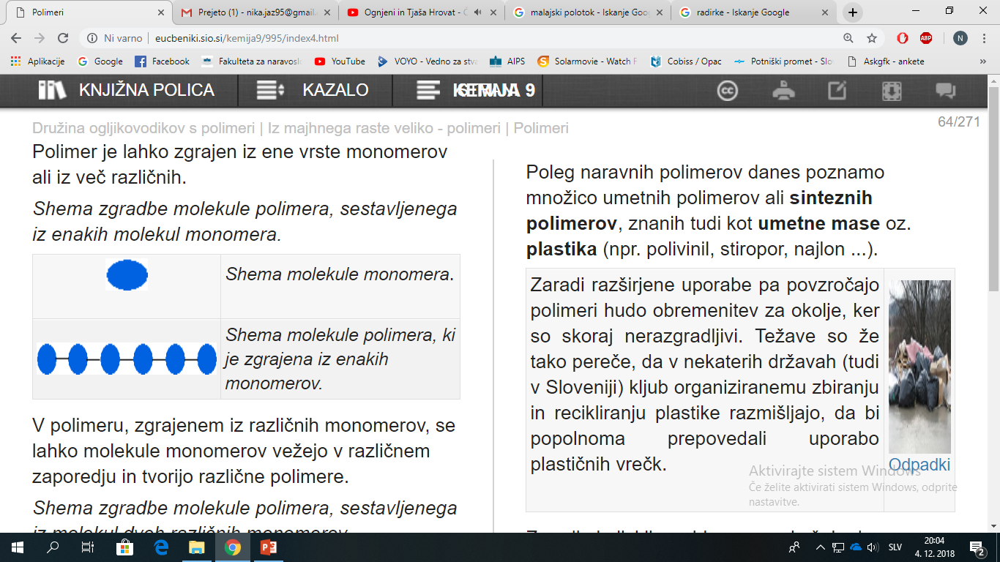 Polimeri
Prejeto (1) - nika.jaz95@gmail.
Ognjeni in Tjaša Hrovat - Č
malajski polotok - Iskanje Goo
radirke - Iskanje Google
Ni varno | eucbeniki.sio.si/kemija9/995/index4.html
N
Aplikacije
Google
Facebook
Fakulteta za naravosl
YouTube
VOYO - Vedno za stva
AIPS
Solarmovie - Watch F
Cobiss / Opac
Potniški promet - Slo
Askgfk - ankete
KNJIŽNA POLICA
KAZALO
KEMIJA 9
Družina ogljikovodikov s polimeri | Iz majhnega raste veliko - polimeri | Polimeri
64/271
Polimer je lahko zgrajen iz ene vrste monomerov
ali iz več različnih.
Shema zgradbe molekule polimera, sestavljenega
iz enakih molekul monomera.
Shema molekule monomera.
Shema molekule polimera, ki
je zgrajena iz enakih
monomerov.
V polimeru, zgrajenem iz različnih monomerov, se
lahko molekule monomerov vežejo v različnem
zaporedju in tvorijo različne polimere.
Shema zgradbe molekule polimera, sestavljenega
iz molekul dveh različnih monomerov.
Poleg naravnih polimerov danes poznamo
množico umetnih polimerov ali sinteznih
polimerov, znanih tudi kot umetne mase oz.
plastika (npr. polivinil, stiropor, najlon ...).
Zaradi razširjene uporabe pa povzročajo
polimeri hudo obremenitev za okolje, ker
so skoraj nerazgradljivi. Težave so že
tako pereče, da v nekaterih državah (tudi
v Sloveniji) kljub organiziranemu zbiranju
in recikliranju plastike razmišljajo, da bi
popolnoma prepovedali uporabo
plastičnih vrečk.
Odpadki
Aktivirajte sistem Windows
Če želite aktivirati sistem Windows, odprite
nastavitve.
SLV
20:04
4. 12. 2018
2